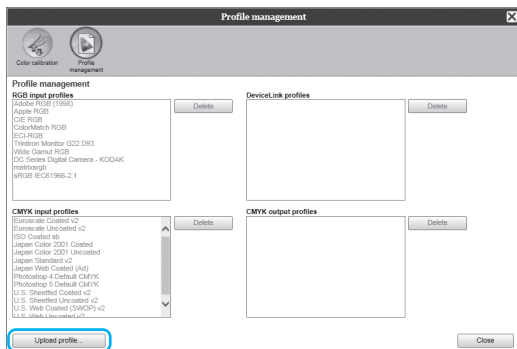 Profile management
Color calibration
Profile
management
Profile management
RGB input profiles
Adobe RGB (1998)
Apple RGB
CIE RGB
ColorMatch RGB
ECI-RGB
Trinitron Monitor G22 D93
Wide Gamut RGB
DC Series Digital Camera - KODAK
matrixsrgb
sRGB IEC61966-2.1
Delete
DeviceLink profiles
Delete
CMYK input profiles
Euroscale Coated v2
Euroscale Uncoated v2
ISO Coated sb
Japan Color 2001 Coated
Japan Color 2001 Uncoated
Japan Standard v2
Japan Web Coated (Ad)
Photoshop 4 Default CMYK
Photoshop 5 Default CMYK
U.S. Sheetfed Coated v2
U.S. Sheetfed Uncoated v2
U.S. Web Coated (SWOP) v2
U.S. Web Uncoated v2
Delete
CMYK output profiles
Delete
Upload profile...
Close